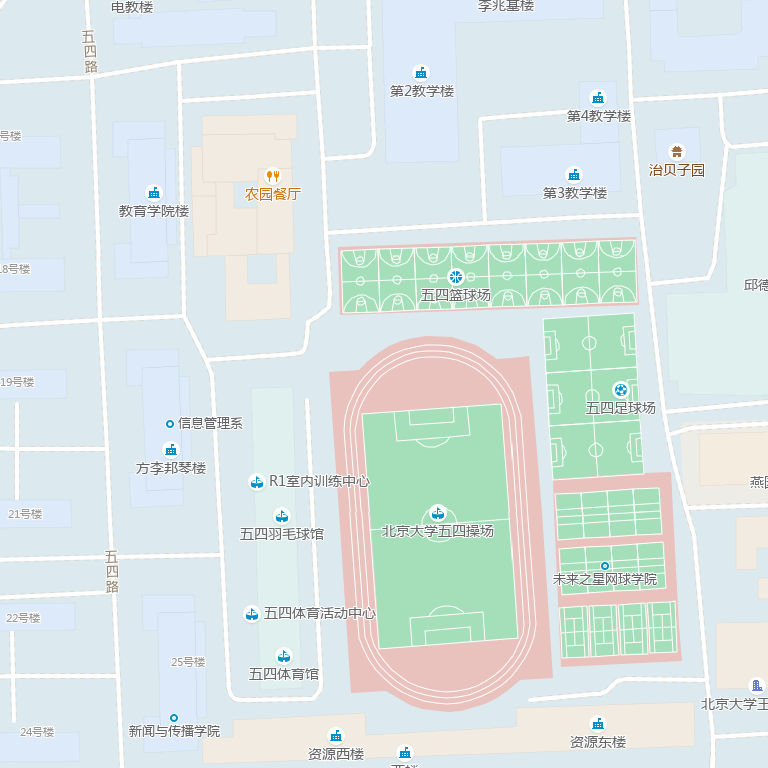 电教楼
李兆基楼
五四路
第2教学楼
第4教学楼
号楼
治贝子园
农园餐厅
第3教学楼
教育学院楼
18号楼
邱德
五四篮球场
19号楼
五四足球场
信息管理系
方李邦琴楼
R1室内训练中心
燕园
21号楼
五四羽毛球馆
北京大学五四操场
五四路
未来之星网球学院
22号楼
五四体育活动中心
25号楼
五四体育馆
北京大学王
24号楼
新闻与传播学院
资源西楼
资源东楼